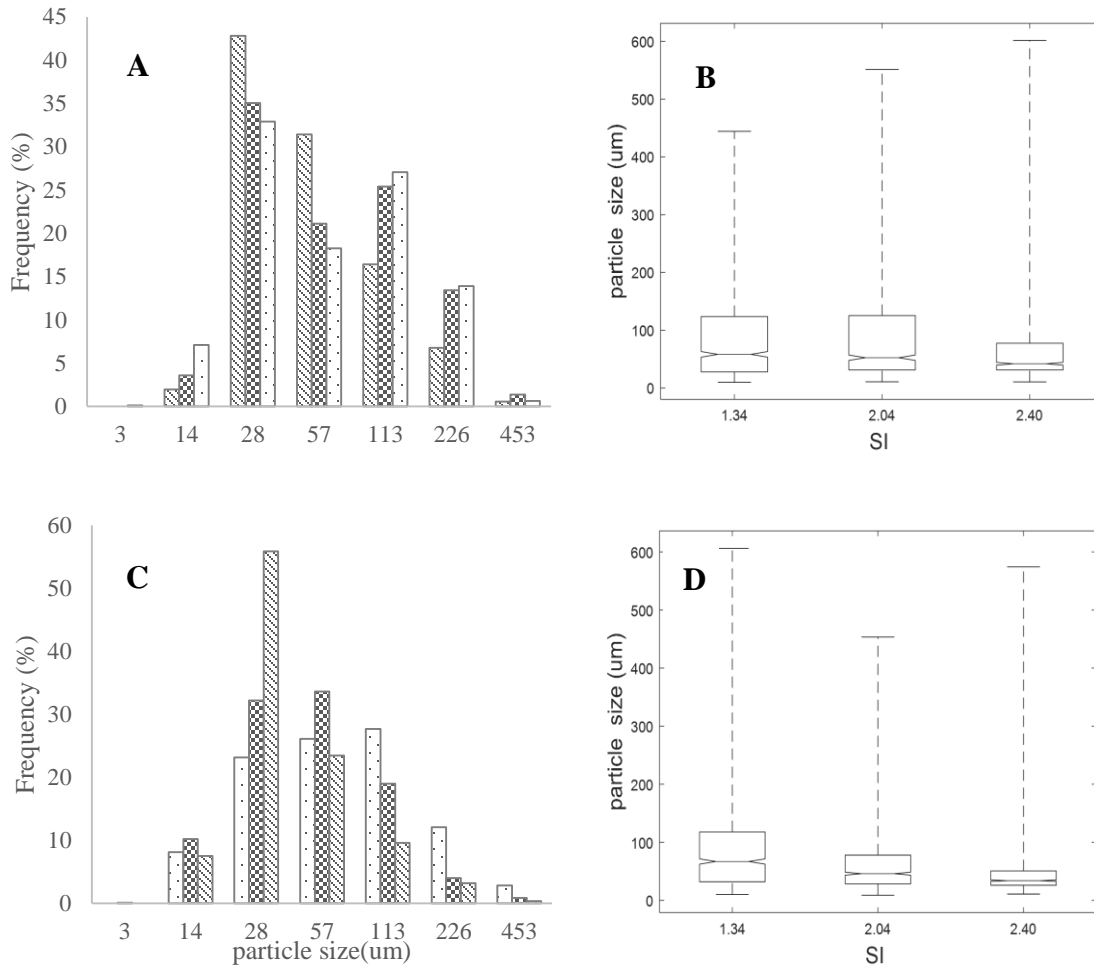 A
Frequency (%)
45
40
35
30
25
20
15
10
5
0
3 14 28 57 113 226 453
B
particle size (um)
600
500
400
300
200
100
0
1.34 2.04 2.40
SI
C
Frequency (%)
60
50
40
30
20
10
0
3 14 28 57 113 226 453
particle size(um)
D
particle size (um)
600
500
400
300
200
100
0
1.34 2.04 2.40
SI